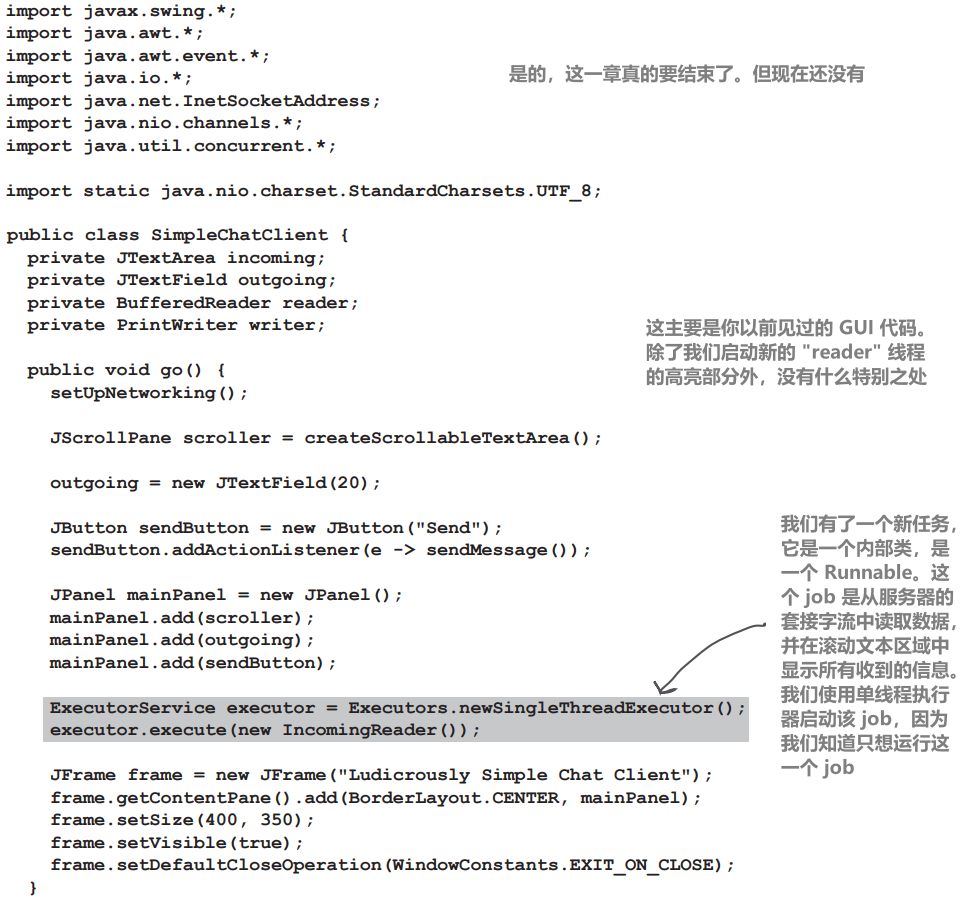 import javax.swing.*;
import java.awt.*;
import java.awt.event.*;
import java.io.*;
import java.net.InetSocketAddress;
import java.nio.channels.*;
import java.util.concurrent.*;
是的，这一章真的要结束了。但现在还没有
import static java.nio.charset.StandardCharsets.UTF_8;
public class SimpleChatClient {
private JTextArea incoming;
private JTextField outgoing;
private BufferedReader reader;
private PrintWriter writer;
这主要是你以前见过的 GUI 代码。
除了我们启动新的 "reader" 线程
的高亮部分外，没有什么特别之处
public void go() {
setUpNetworking();
JScrollPane scroller = createScrollableTextArea();
outgoing = new JTextField(20);
JButton sendButton = new JButton("Send");
sendButton.addActionListener(e -> sendMessage());
JPanel mainPanel = new JPanel();
mainPanel.add(scroller);
mainPanel.add(outgoing);
mainPanel.add(sendButton);
ExecutorService executor = Executors.newSingleThreadExecutor();
executor.execute(new IncomingReader());
我们有了一个新任务，
它是一个内部类，是
一个 Runnable。这
个 job 是从服务器的
套接字流中读取数据，
并在滚动文本区域中
显示所有收到的信息。
我们使用单线程执行
器启动该 job，因为
我们知道只想运行这
一个 job
JFrame frame = new JFrame("Ludicrously Simple Chat Client");
frame.getContentPane().add(BorderLayout.CENTER, mainPanel);
frame.setSize(400, 350);
frame.setVisible(true);
frame.setDefaultCloseOperation(WindowConstants.EXIT_ON_CLOSE);
}